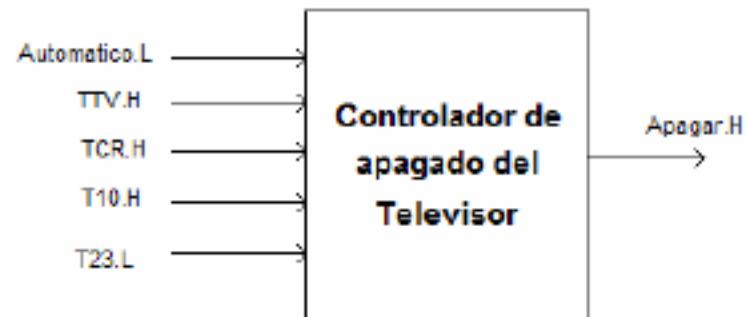 Automatico.L
TTV.H
TCR.H
T10.H
T23.L
Controlador de
apagado del
Televisor
Apagar.H